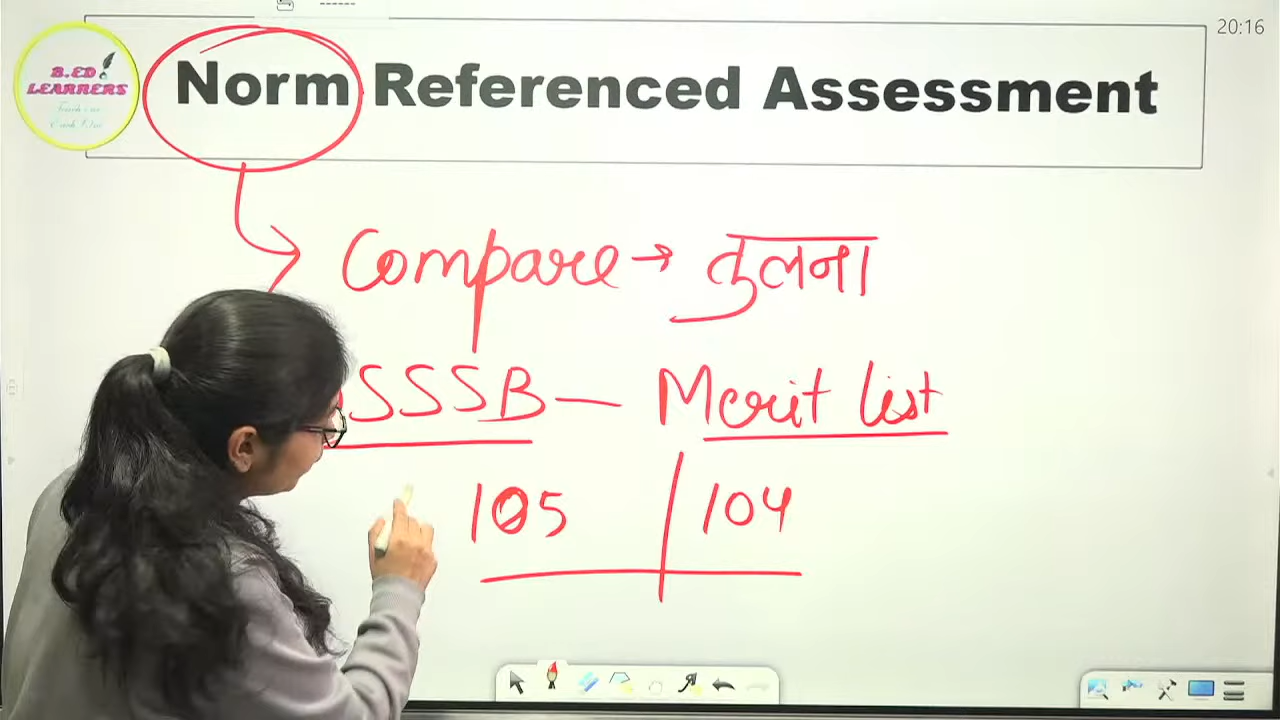 20:16
B.ED
LEARNERS
Norm Referenced Assessment
Compare → तुलना
SSSB — Merit list
105 | 104